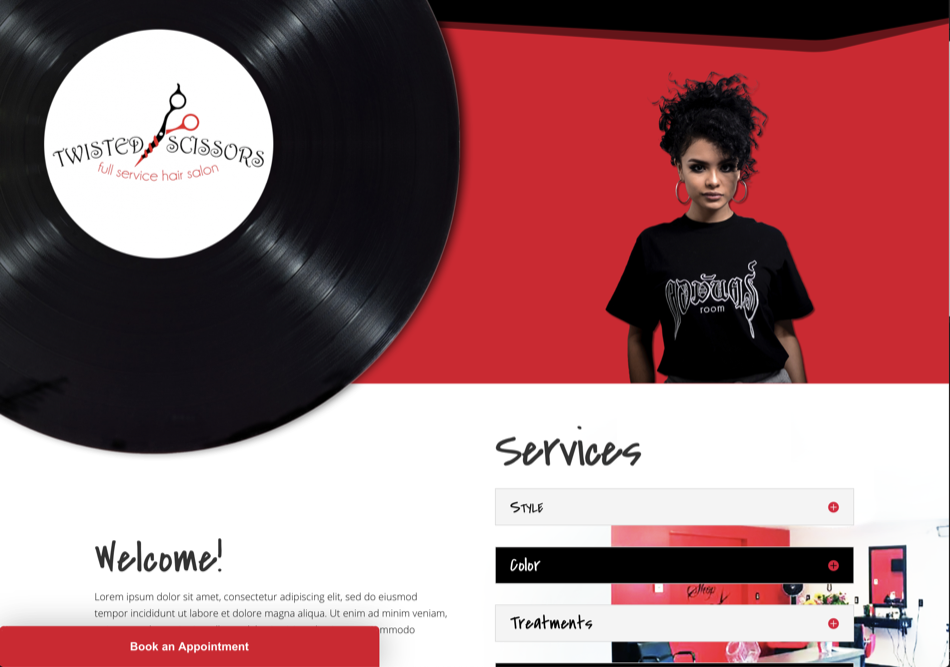 TWISTED SCISSORS
full service hair salon
room
Services
STYLE
Color
Welcome!
Lorem ipsum dolor sit amet, consectetur adipiscing elit, sed do eiusmod
tempor incididunt ut labore et dolore magna aliqua. Ut enim ad minim veniam,
mmodo
Treatments
Book an Appointment